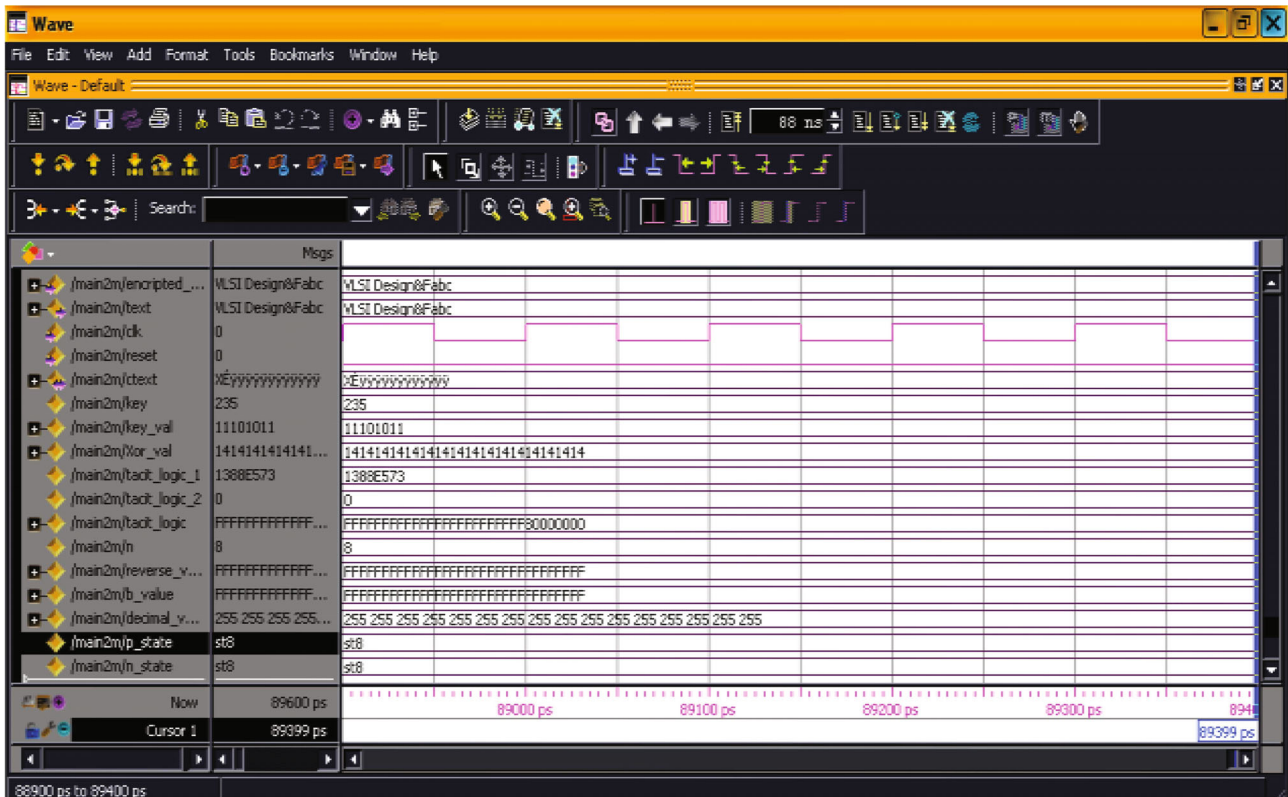 Wave
File Edit View Add Format Tools Bookmarks Window Help
Wave - Default
88 ns
Search:
Msgs
/main2m/encripted_... VLSI Design&Fabc VLSI Design&Fabc
/main2m/text VLSI Design&Fabc VLSI Design&Fabc
/main2m/clk 0
/main2m/reset 0
/main2m/ctext XÉÿÿÿÿÿÿÿÿÿÿÿÿ XÉÿÿÿÿÿÿÿÿÿÿÿÿ
/main2m/key 235 235
/main2m/key_val 11101011 11101011
/main2m/Xor_val 1414141414141... 14141414141414141414141414141414
/main2m/tacit_logic_1 1388E573 1388E573
/main2m/tacit_logic_2 0 0
/main2m/tacit_logic FFFFFFFFFFFFF... FFFFFFFFFFFFFFFFFFFFFFFF80000000
/main2m/n 8 8
/main2m/reverse_v... FFFFFFFFFFFFF... FFFFFFFFFFFFFFFFFFFFFFFFFFFFFFFF
/main2m/b_value FFFFFFFFFFFFF... FFFFFFFFFFFFFFFFFFFFFFFFFFFFFFFF
/main2m/decimal_v... 255 255 255 255... 255 255 255 255 255 255 255 255 255 255 255 255 255 255 255 255
/main2m/p_state st8 st8
/main2m/n_state st8 st8
Now 89600 ps 89000 ps 89100 ps 89200 ps 89300 ps 894
Cursor 1 89399 ps 89399 ps
88900 ps to 89400 ps